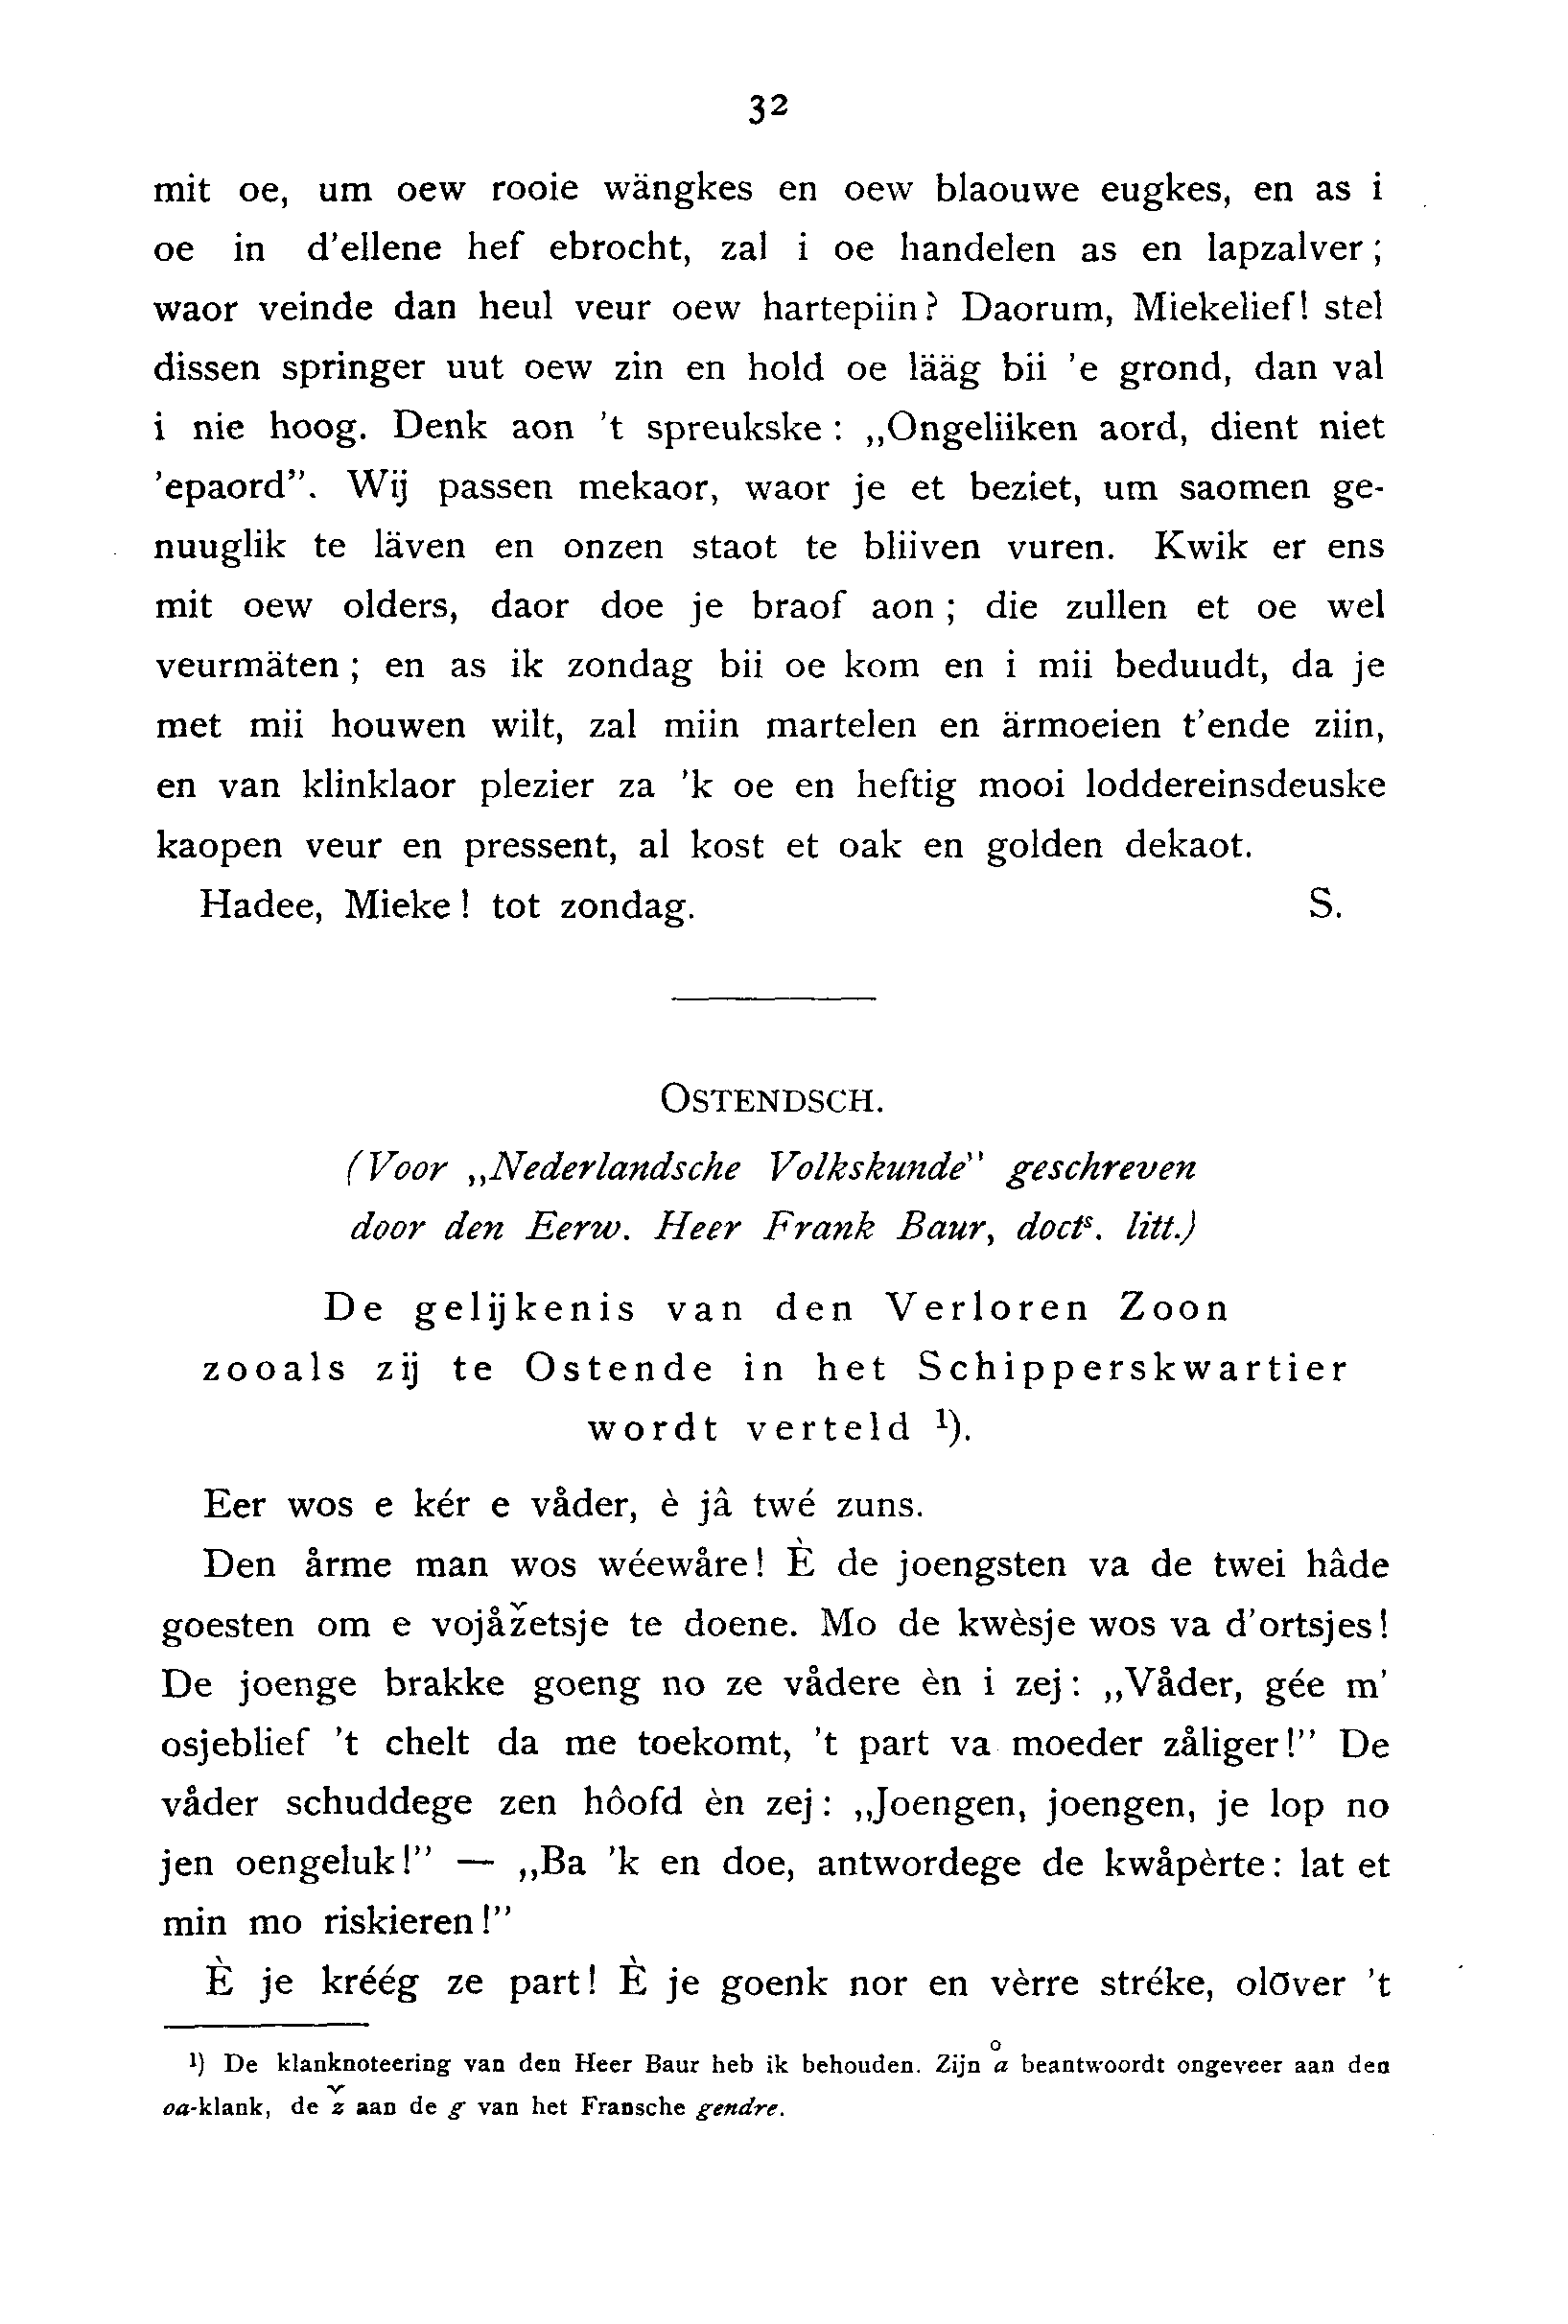 32
mit oe, um oew rooie wängkes en oew blaouwe eugkes, en as i
oe in d'ellene hef ebrocht, zal i oe handelen as en lapzalver;
waor veinde dan heul veur oew hartepiin? Daorum, Miekelief! stel
dissen springer uut oew zin en hold oe lääg bii 'e grond, dan val
i nie hoog. Denk aon 't spreukske: „Ongeliiken aord, dient niet
'epaord”. Wij passen mekaor, waor je et beziet, um saomen ge-
nuuglik te läven en onzen staot te bliiven vuren. Kwik er ens
mit oew olders, daor doe je braof aon; die zullen et oe wel
veurmäten; en as ik zondag bii oe kom en i mii beduudt, da je
met mii houwen wilt, zal miin martelen en ärmoeien t'ende ziin,
en van klinklaor plezier za 'k oe en heftig mooi loddereinsdeuske
kaopen veur en pressent, al kost et oak en golden dekaot.
Hadee, Mieke! tot zondag. S.
OSTENDSCH.
(Voor „Nederlandsche Volkskunde” geschreven
door den Eerw. Heer Frank Baur, doctˢ. litt.)
De gelijkenis van den Verloren Zoon
zooals zij te Ostende in het Schipperskwartier
wordt verteld ¹).
Eer wos e kér e våder, è jâ twé zuns.
Den årme man wos wéewåre! È de joengsten va de twei hâde
goesten om e vojåžetsje te doene. Mo de kwèsje wos va d'ortsjes!
De joenge brakke goeng no ze vådere èn i zej: „Våder, gée m'
osjeblief 't chelt da me toekomt, 't part va moeder zåliger!” De
våder schuddege zen hôofd èn zej: „Joengen, joengen, je lop no
jen oengeluk!” — „Ba 'k en doe, antwordege de kwåpèrte: lat et
min mo riskieren!”
È je kréég ze part! È je goenk nor en vèrre stréke, olōver 't
¹) De klanknoteering van den Heer Baur heb ik behouden. Zijn å beantwoordt ongeveer aan den
oa-klank, de ž aan de g van het Fransche gendre.